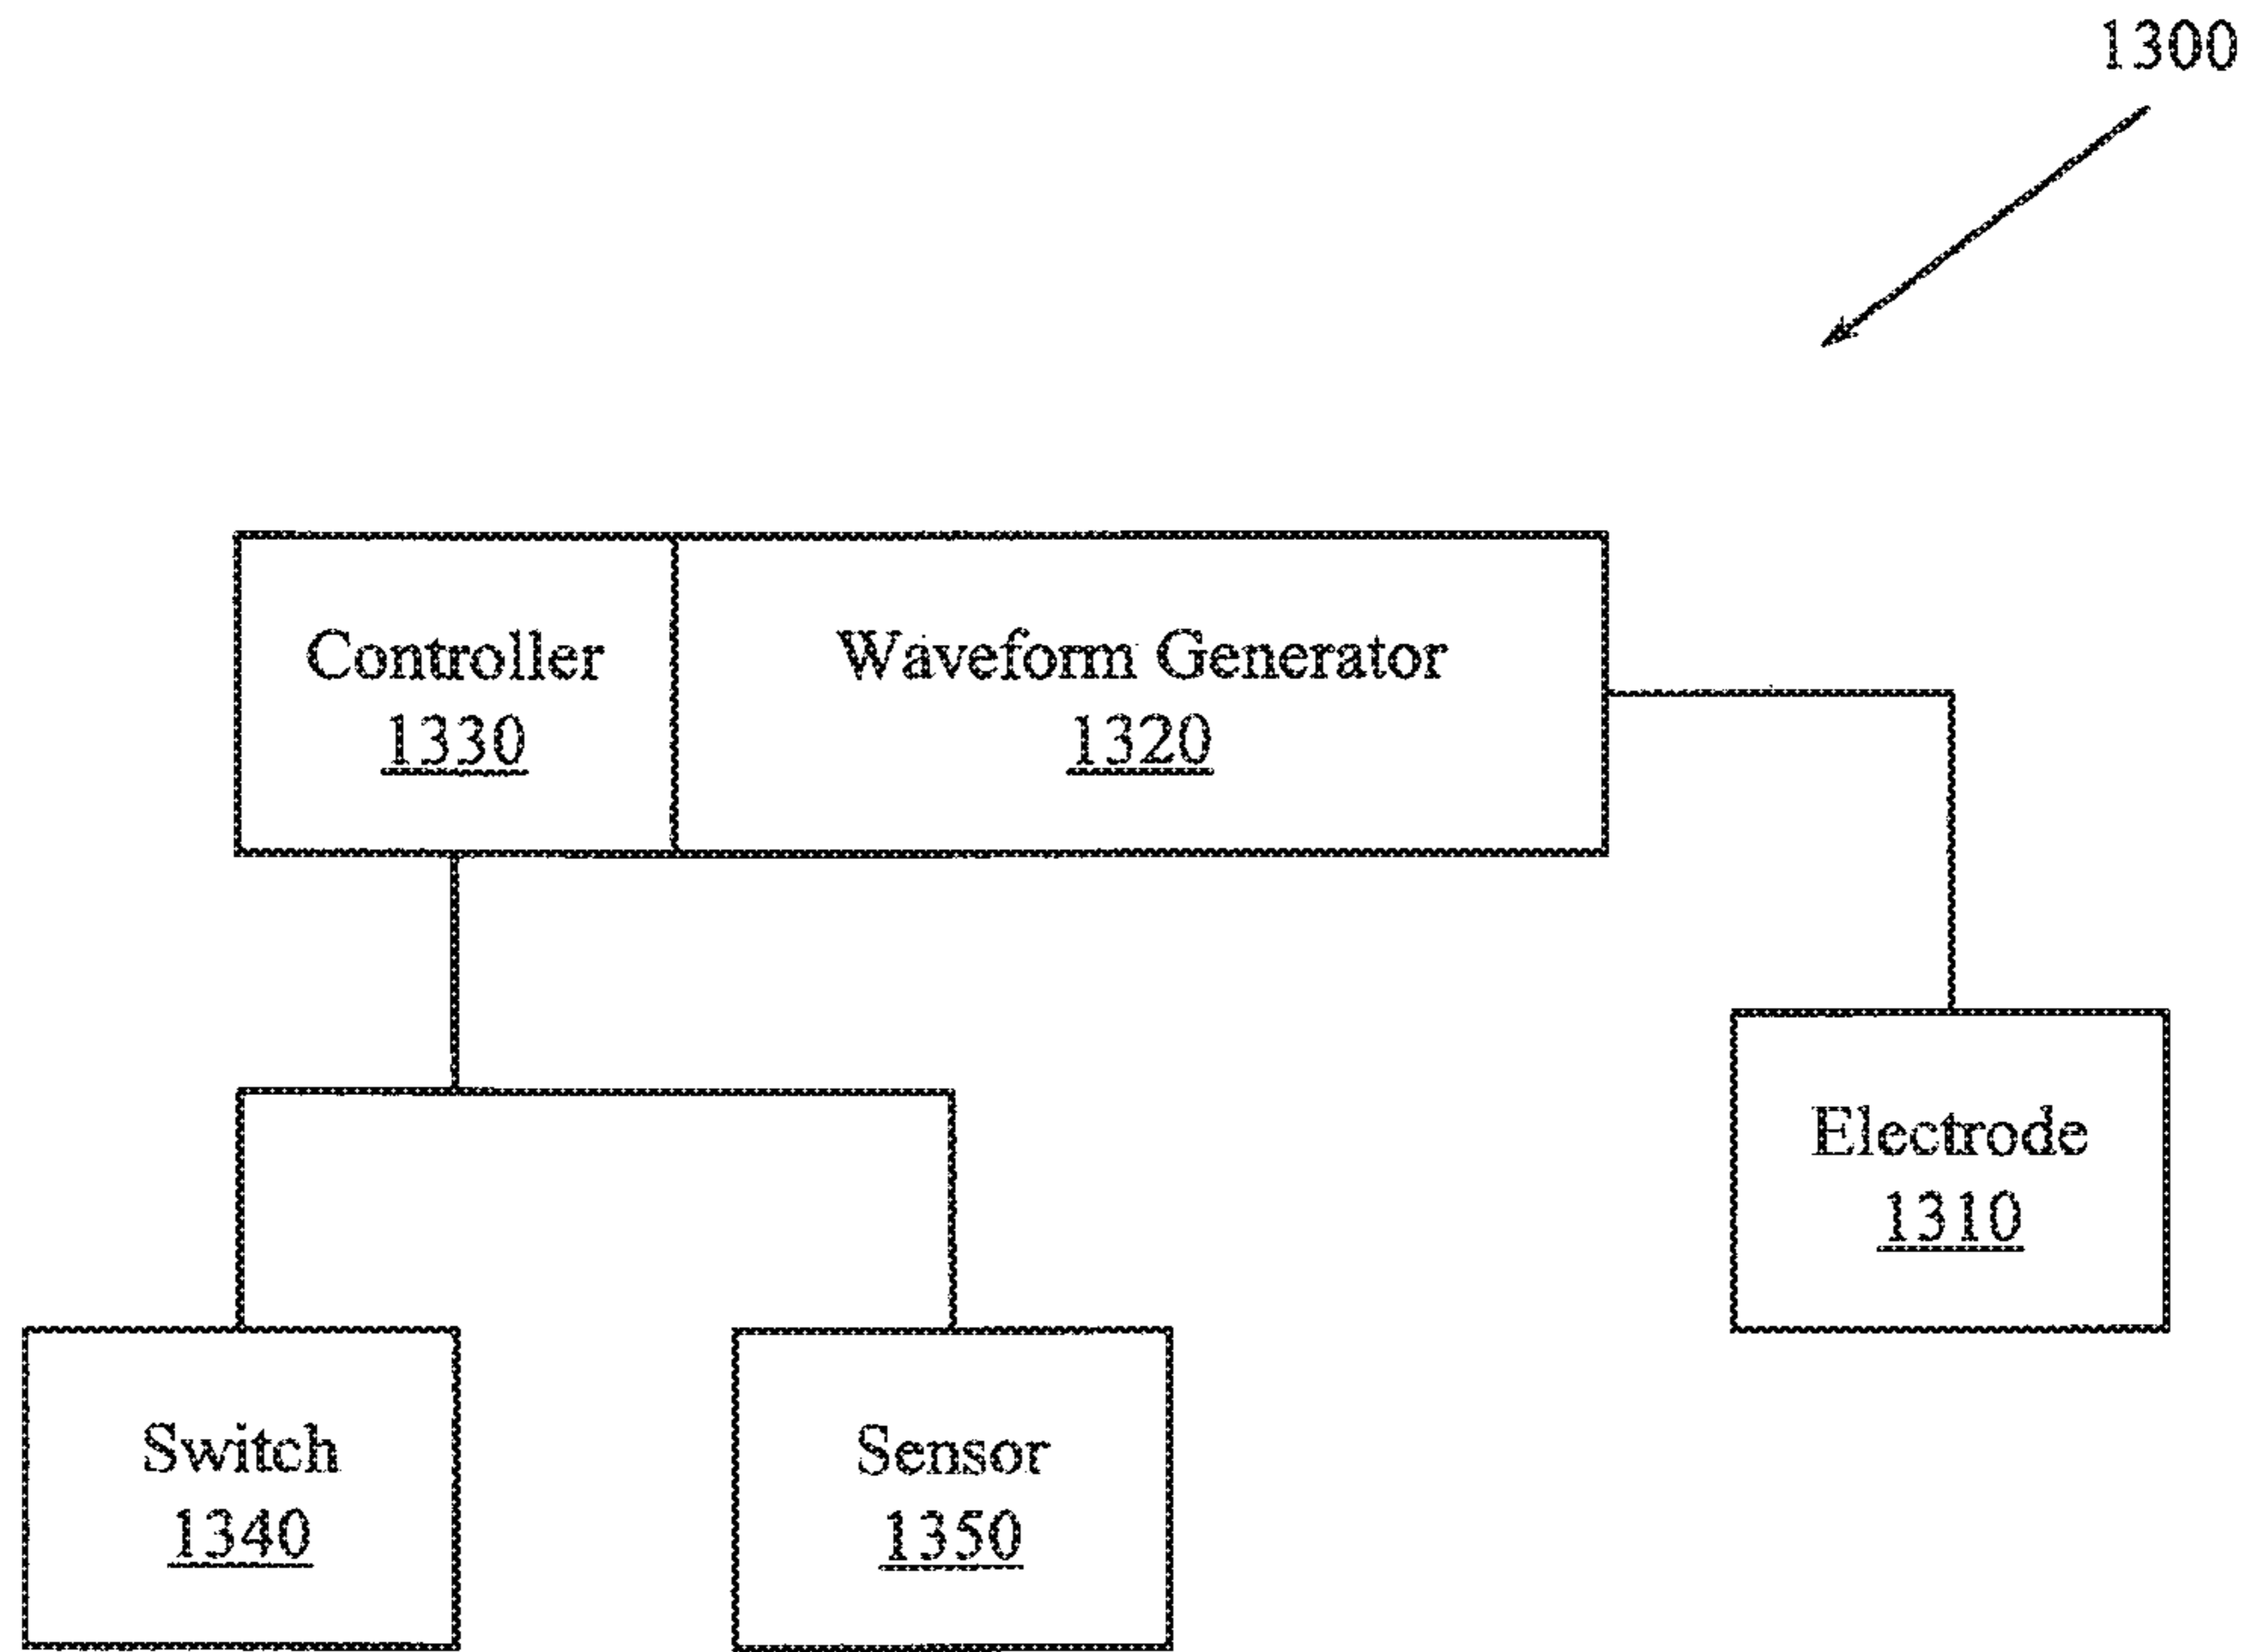 1300
Controller
1330
Waveform Generator
1320
Electrode
1310
Switch
1340
Sensor
1350